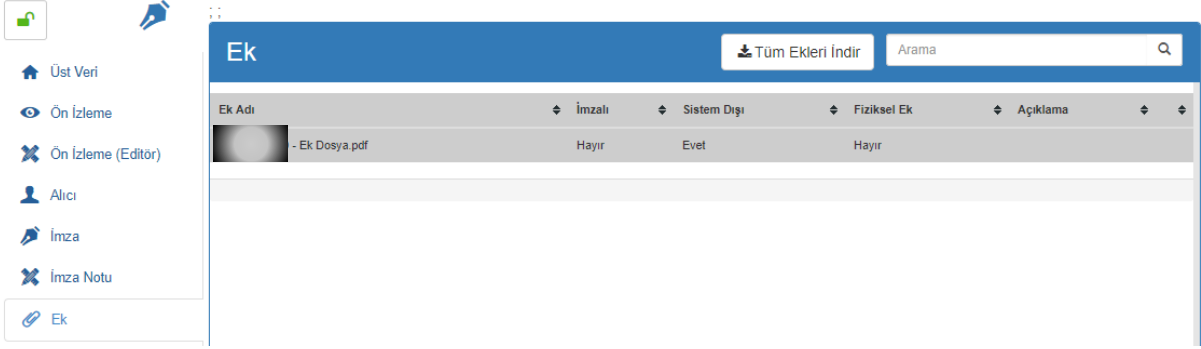 ; ;
Ek
Tüm Ekleri İndir
Arama
Üst Veri
Ön İzleme
Ön İzleme (Editör)
Alıcı
İmza
İmza Notu
Ek
Ek Adı İmzalı Sistem Dışı Fiziksel Ek Açıklama
- Ek Dosya.pdf Hayır Evet Hayır